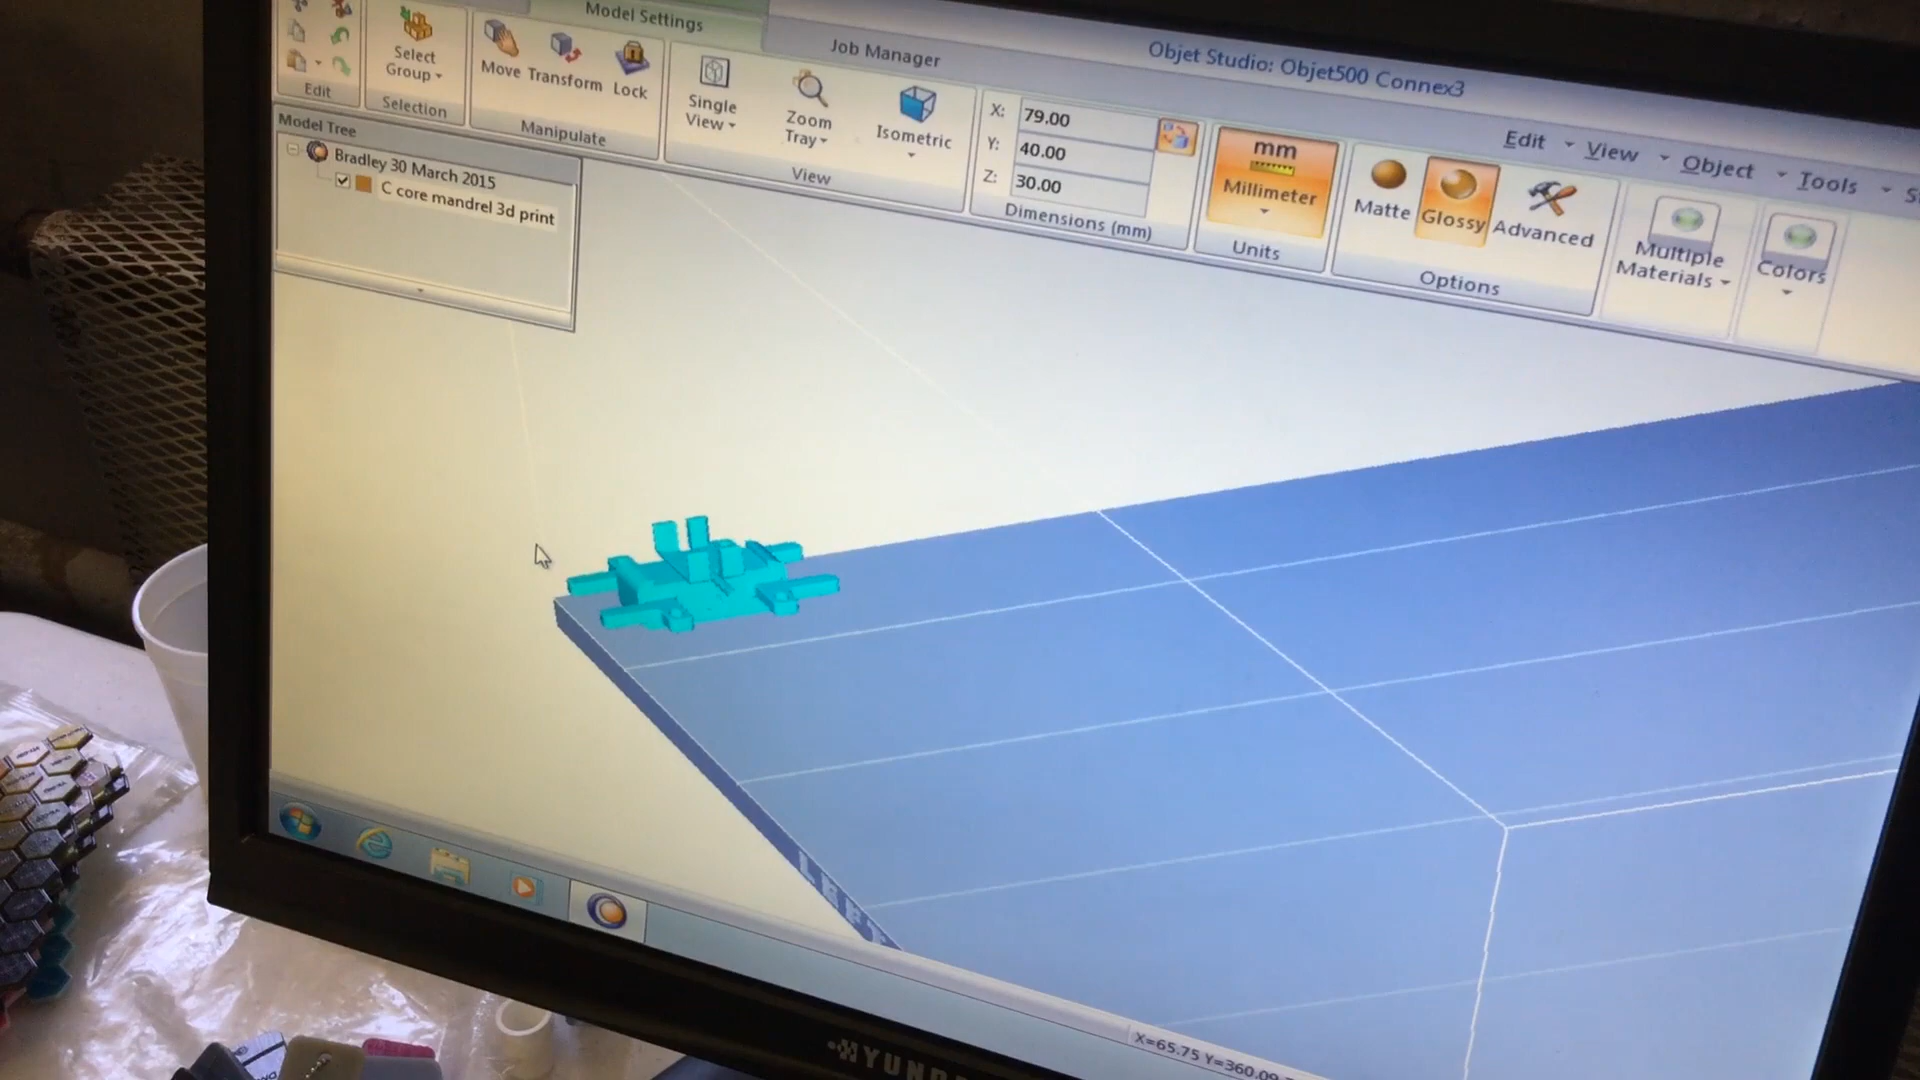 Model Settings
Job Manager
Objet Studio: Objet500 Connex3
Edit View Object Tools
Select
Group
Edit
Selection
Move Transform Lock
Manipulate
Single
View
Zoom
Tray
Isometric
View
X: 79.00
Y: 40.00
Z: 30.00
Dimensions (mm)
mm
Millimeter
Units
Matte Glossy Advanced
Options
Multiple
Materials
Colors
Model Tree
Bradley 30 March 2015
C core mandrel 3d print
LEFT
X=65.75 Y=360.09